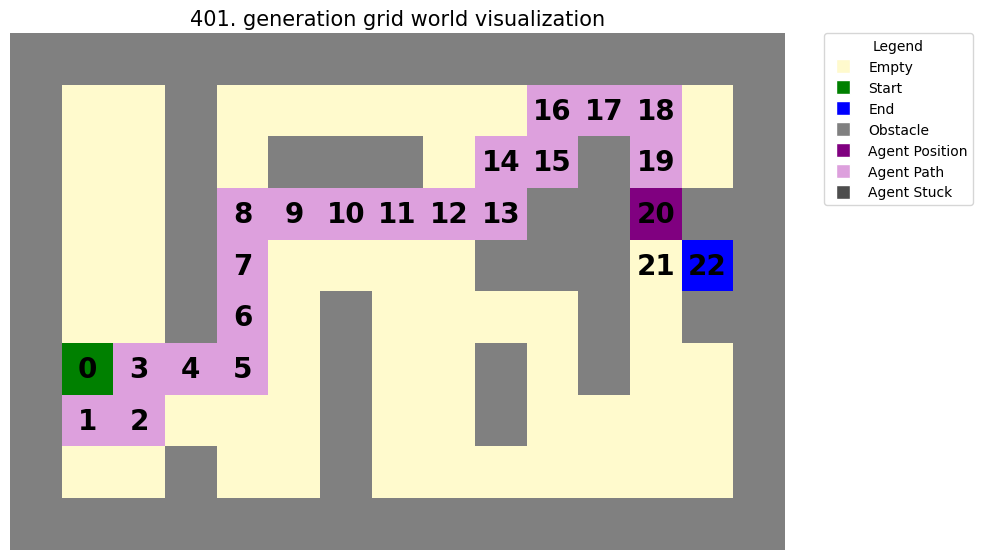 401. generation grid world visualization
Legend
Empty
Start
End
Obstacle
Agent Position
Agent Path
Agent Stuck
16 17 18
14 15 19
8 9 10 11 12 13 20
7 21 22
6
0 3 4 5
1 2